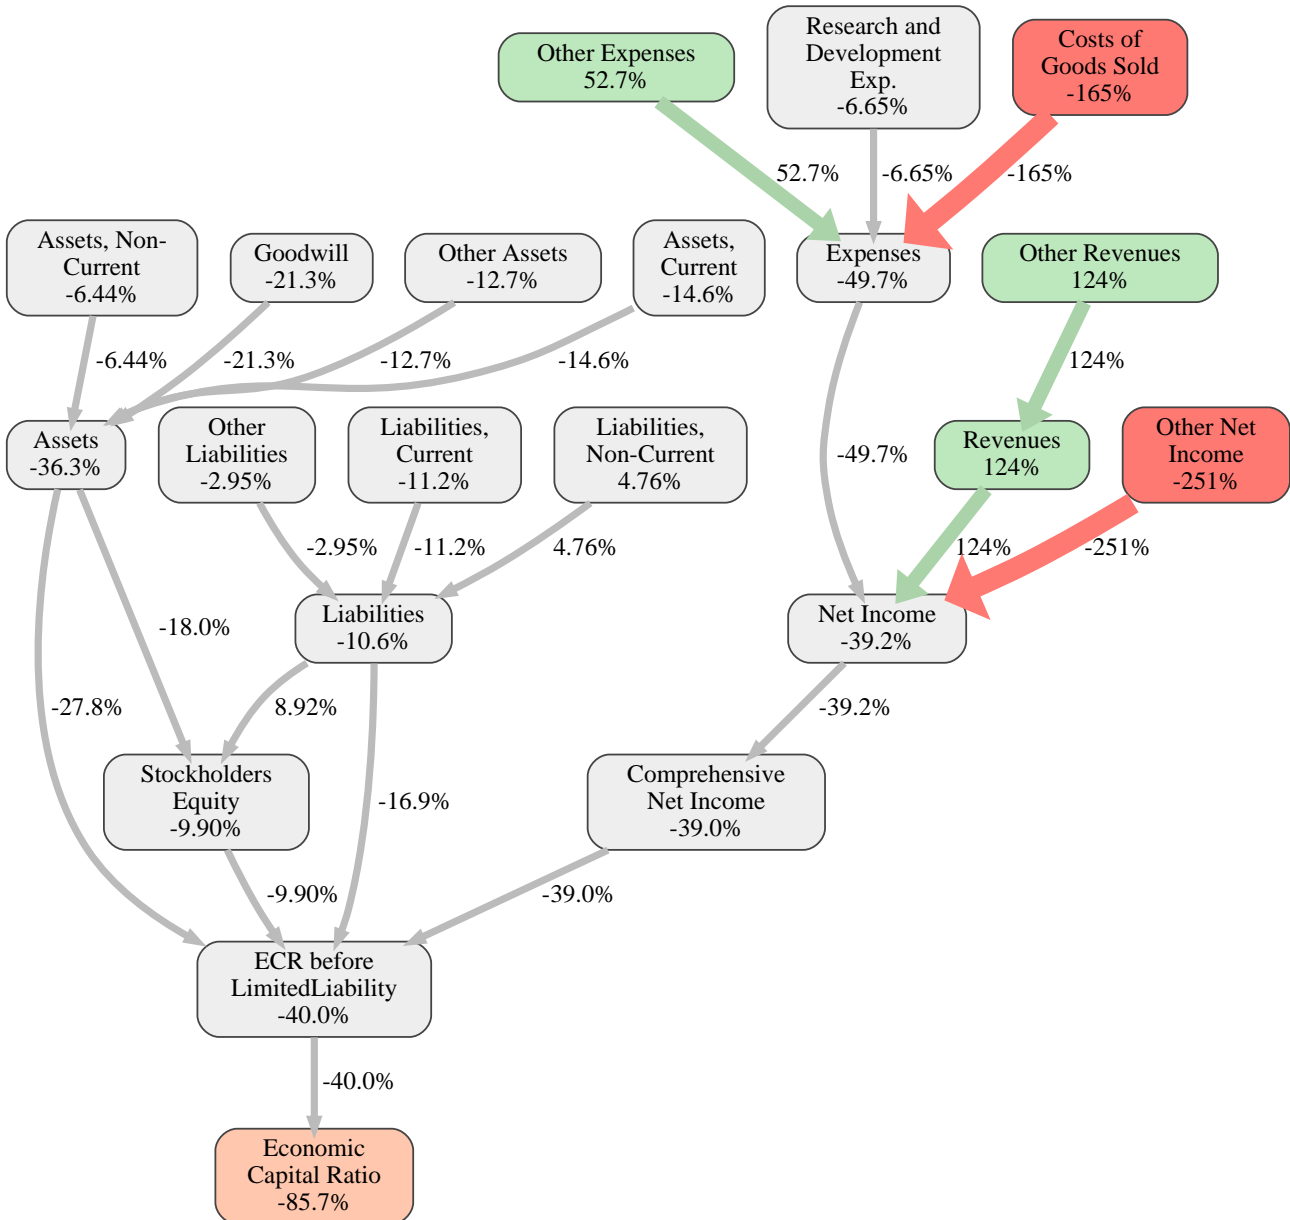 Other Expenses
52.7%
Research and
Development
Exp.
-6.65%
Costs of
Goods Sold
-165%
52.7%
-6.65%
-165%
Assets, Non-
Current
-6.44%
Goodwill
-21.3%
Other Assets
-12.7%
Assets,
Current
-14.6%
Expenses
-49.7%
Other Revenues
124%
-6.44%
-21.3%
-12.7%
-14.6%
124%
Assets
-36.3%
Other
Liabilities
-2.95%
Liabilities,
Current
-11.2%
Liabilities,
Non-Current
4.76%
-49.7%
Revenues
124%
Other Net
Income
-251%
-2.95%
-11.2%
4.76%
124%
-251%
-18.0%
Liabilities
-10.6%
Net Income
-39.2%
-27.8%
8.92%
-39.2%
Stockholders
Equity
-9.90%
-16.9%
Comprehensive
Net Income
-39.0%
-9.90%
-39.0%
ECR before
LimitedLiability
-40.0%
-40.0%
Economic
Capital Ratio
-85.7%